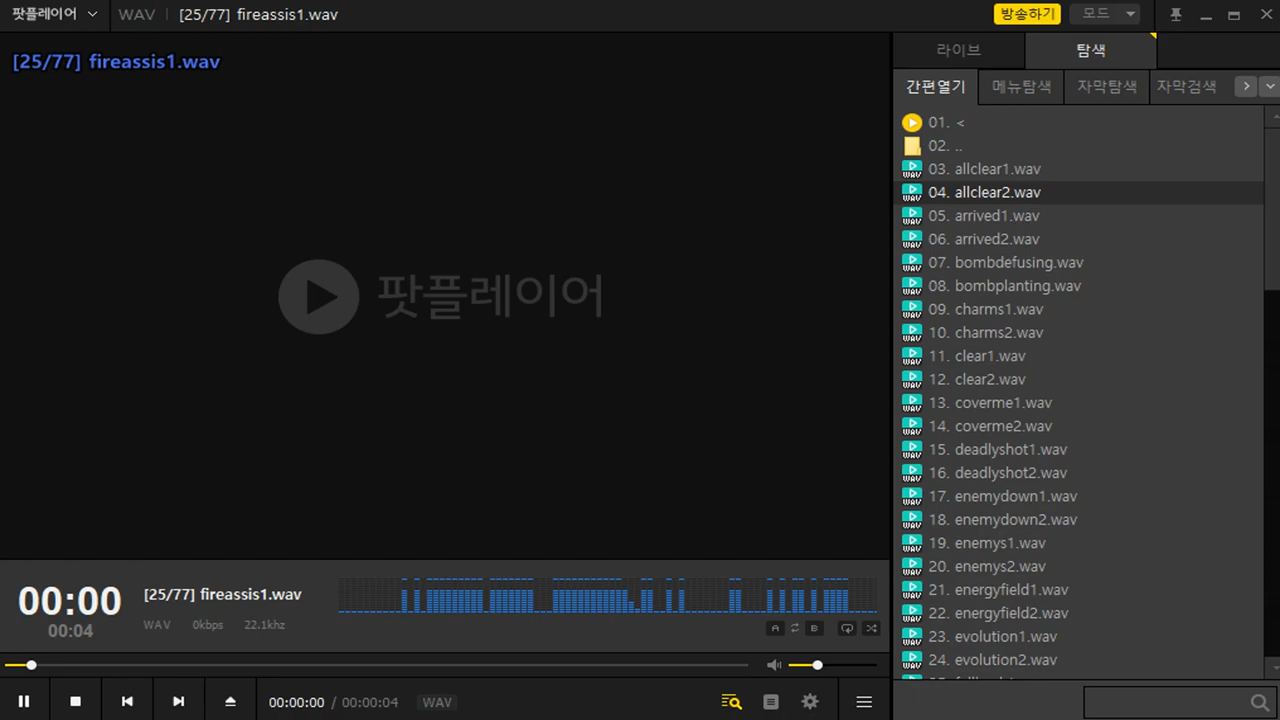 팟플레이어 WAV [25/77] fireassis1.wav 방송하기 모드
[25/77] fireassis1.wav
라이브 탐색
간편열기 메뉴탐색 자막탐색 자막검색
01. <
02. ..
03. allclear1.wav
04. allclear2.wav
05. arrived1.wav
06. arrived2.wav
07. bombdefusing.wav
08. bombplanting.wav
09. charms1.wav
10. charms2.wav
11. clear1.wav
12. clear2.wav
13. coverme1.wav
14. coverme2.wav
15. deadlyshot1.wav
16. deadlyshot2.wav
17. enemydown1.wav
18. enemydown2.wav
19. enemys1.wav
20. enemys2.wav
21. energyfield1.wav
22. energyfield2.wav
23. evolution1.wav
24. evolution2.wav
팟플레이어
00:00
00:04
[25/77] fireassis1.wav
WAV 0kbps 22.1khz
A B
00:00:00 / 00:00:04 WAV